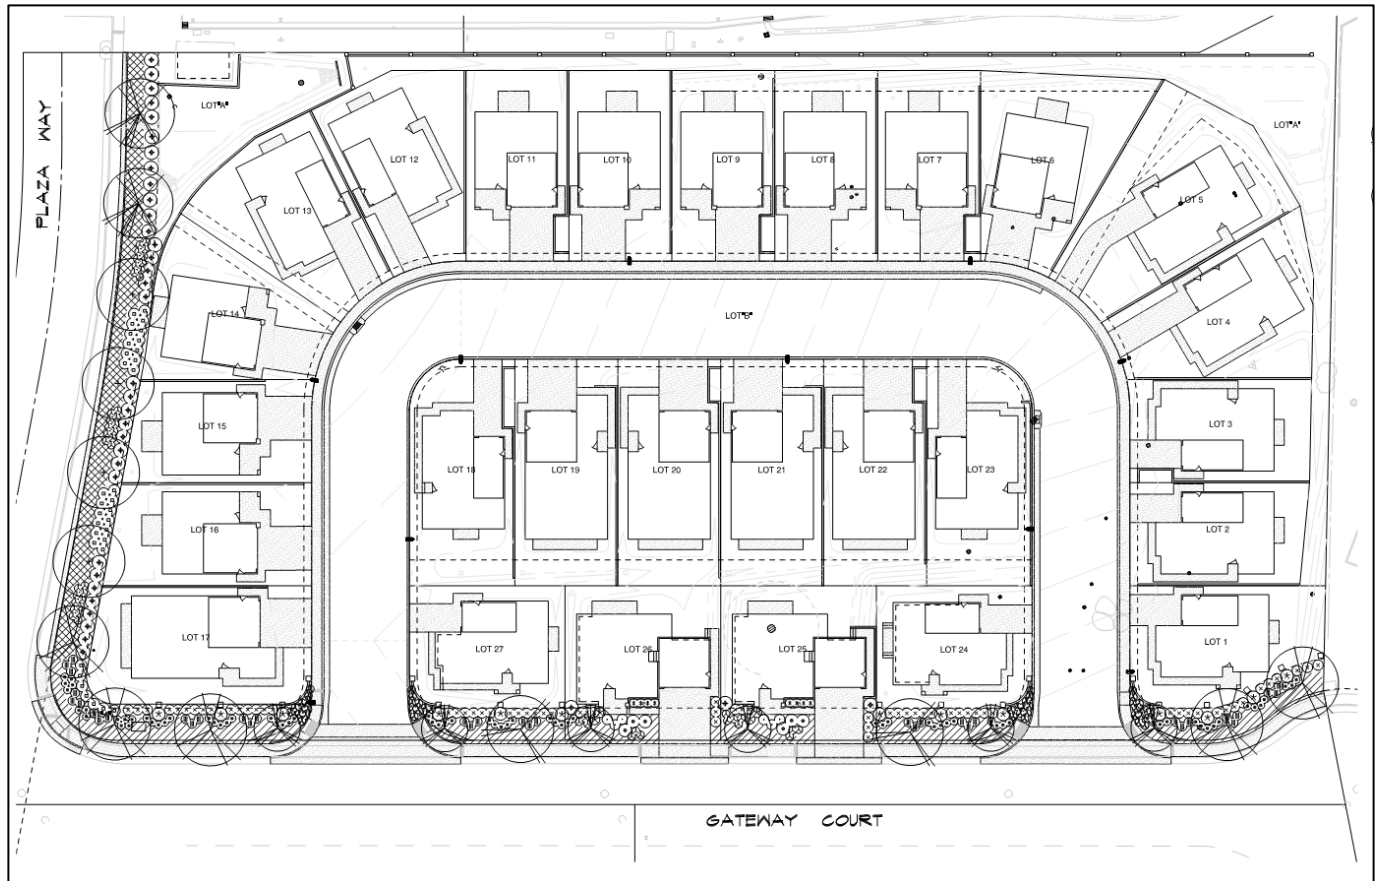 PLAZA WAY
LOT"A"
LOT 12
LOT 11
LOT 10
LOT 9
LOT 8
LOT 7
LOT 6
LOT"A"
LOT 13
LOT 5
LOT 14
LOT"B"
LOT 4
LOT 15
LOT 3
LOT 18
LOT 19
LOT 20
LOT 21
LOT 22
LOT 23
LOT 16
LOT 2
LOT 17
LOT 27
LOT 26
LOT 25
LOT 24
LOT 1
GATEWAY COURT